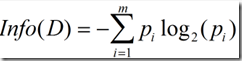 Info(D) = −∑_{i=1}^{m} p_i log_2(p_i)